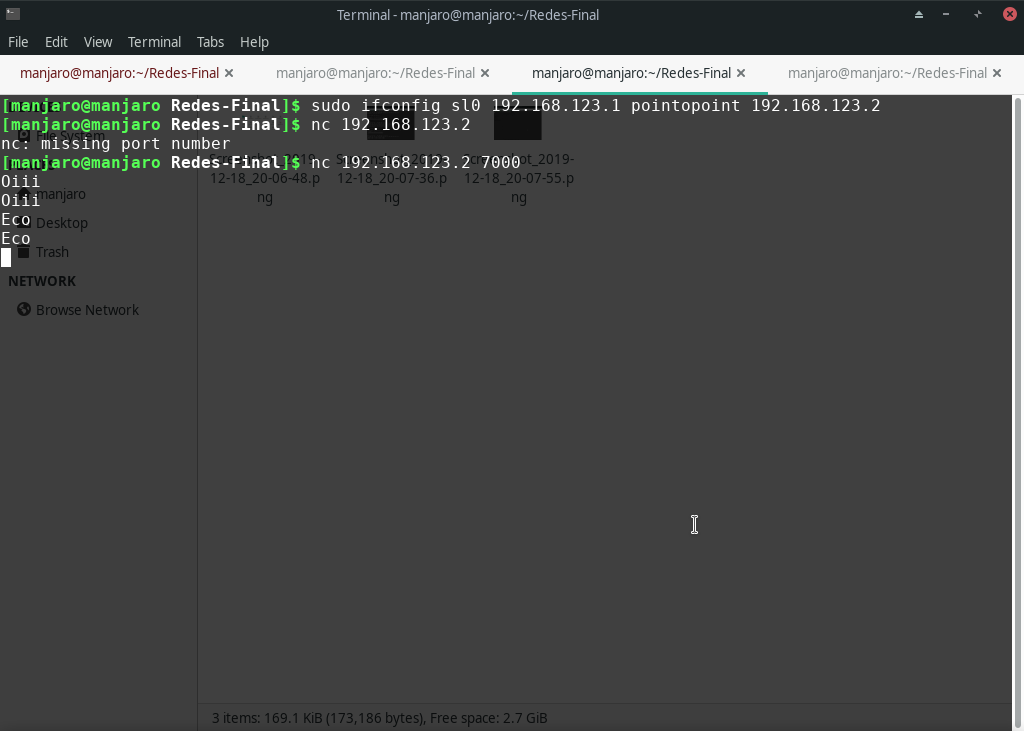 Terminal - manjaro@manjaro:~/Redes-Final
File Edit View Terminal Tabs Help
manjaro@manjaro:~/Redes-Final manjaro@manjaro:~/Redes-Final manjaro@manjaro:~/Redes-Final manjaro@manjaro:~/Redes-Final
[manjaro@manjaro Redes-Final]$ sudo ifconfig sl0 192.168.123.1 pointopoint 192.168.123.2
[manjaro@manjaro Redes-Final]$ nc 192.168.123.2
nc: missing port number
[manjaro@manjaro Redes-Final]$ nc 192.168.123.2 7000
Oiii
Oiii
Eco
Eco
File System
manjaro
Desktop
Trash
NETWORK
Browse Network
12-18_20-06-48.p
ng
12-18_20-07-36.p
ng
12-18_20-07-55.p
ng
3 items: 169.1 KiB (173,186 bytes), Free space: 2.7 GiB